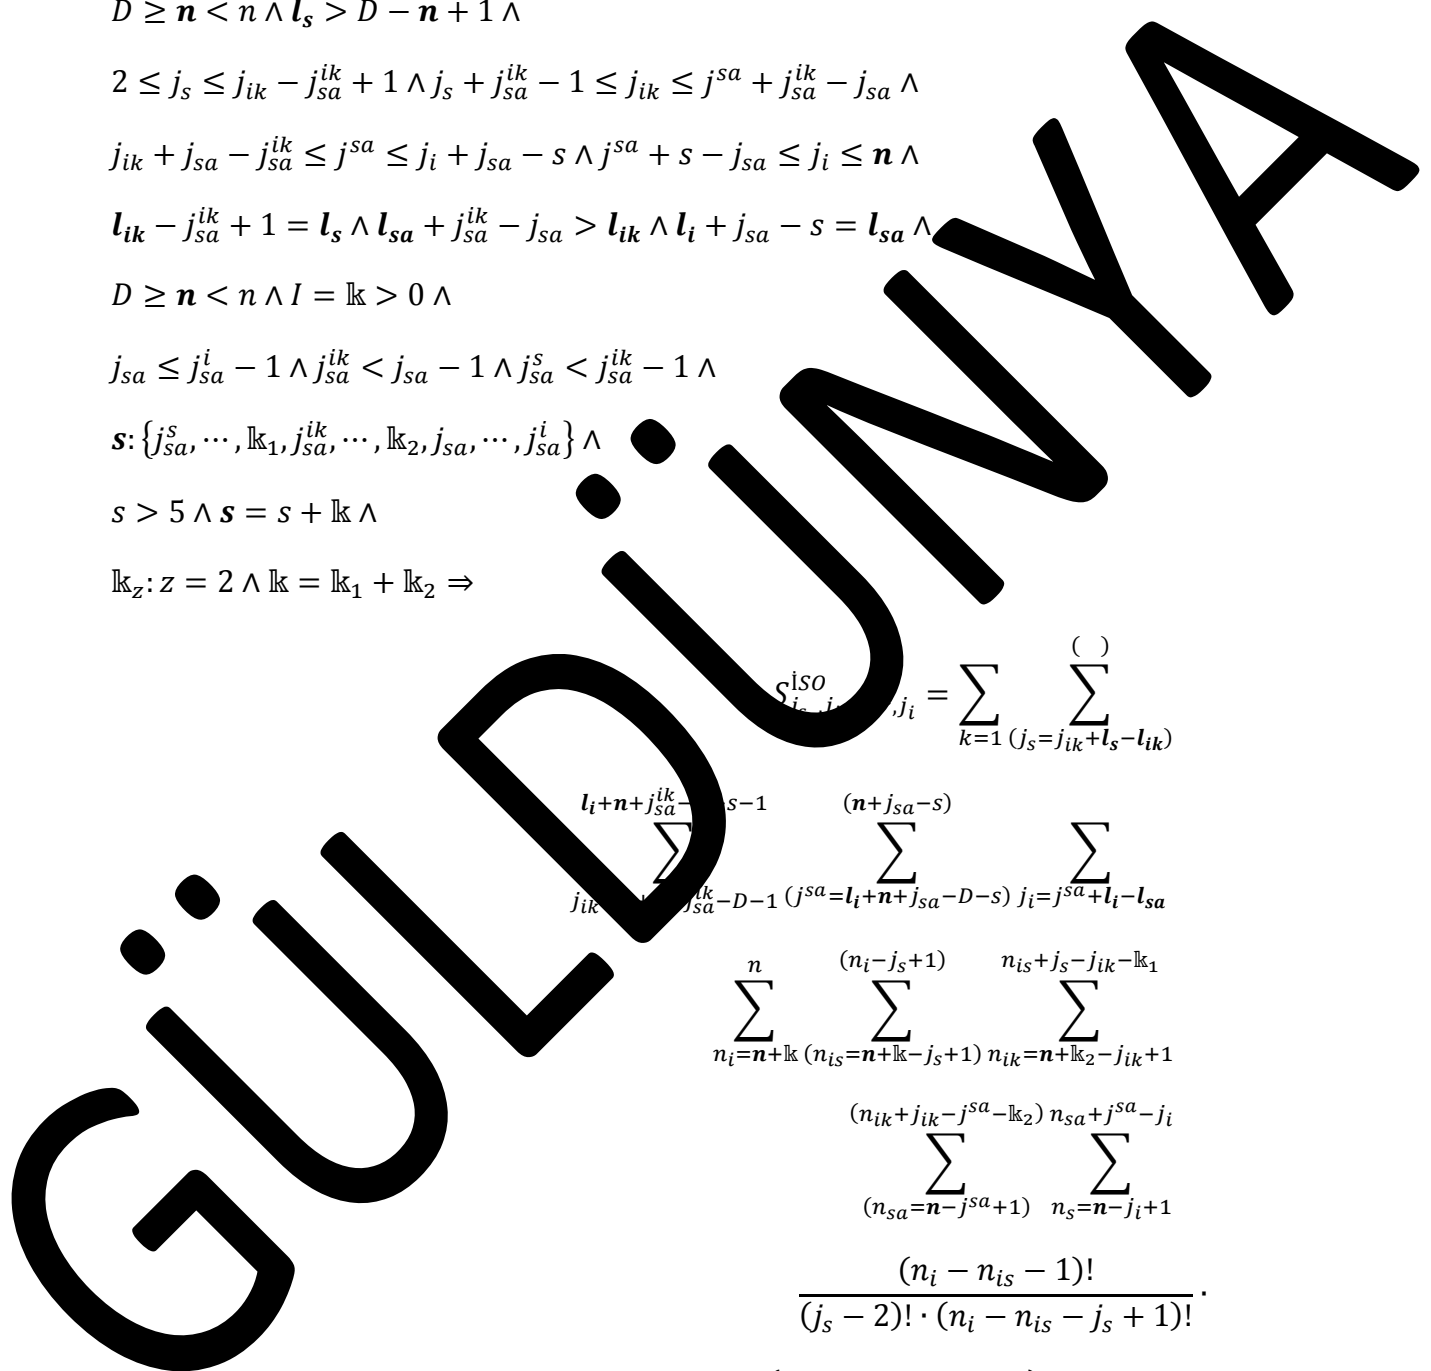 D ≥ n < n ∧ l_s > D − n + 1 ∧
2 ≤ j_s ≤ j_{ik} − j_{sa}^{ik} + 1 ∧ j_s + j_{sa}^{ik} − 1 ≤ j_{ik} ≤ j^{sa} + j_{sa}^{ik} − j_{sa} ∧
j_{ik} + j_{sa} − j_{sa}^{ik} ≤ j^{sa} ≤ j_i + j_{sa} − s ∧ j^{sa} + s − j_{sa} ≤ j_i ≤ n ∧
l_{ik} − j_{sa}^{ik} + 1 = l_s ∧ l_{sa} + j_{sa}^{ik} − j_{sa} > l_{ik} ∧ l_i + j_{sa} − s = l_{sa} ∧
D ≥ n < n ∧ I = 𝕜 > 0 ∧
j_{sa} ≤ j_{sa}^{i} − 1 ∧ j_{sa}^{ik} < j_{sa} − 1 ∧ j_{sa}^{s} < j_{sa}^{ik} − 1 ∧
s: {j_{sa}^{s}, ⋯, 𝕜_1, j_{sa}^{ik}, ⋯, 𝕜_2, j_{sa}, ⋯, j_{sa}^{i}} ∧
s > 5 ∧ s = s + 𝕜 ∧
𝕜_z: z = 2 ∧ 𝕜 = 𝕜_1 + 𝕜_2 ⇒
( )
S^{iso} ,j_i = ∑ ∑
k=1 (j_s=j_{ik}+l_s−l_{ik})
l_i+n+j_{sa}^{ik}− s−1 (n+j_{sa}−s)
∑ ∑ ∑
j_{ik} −D−1 (j^{sa}=l_i+n+j_{sa}−D−s) j_i=j^{sa}+l_i−l_{sa}
n (n_i−j_s+1) n_{is}+j_s−j_{ik}−𝕜_1
∑ ∑ ∑
n_i=n+𝕜 (n_{is}=n+𝕜−j_s+1) n_{ik}=n+𝕜_2−j_{ik}+1
(n_{ik}+j_{ik}−j^{sa}−𝕜_2) n_{sa}+j^{sa}−j_i
∑ ∑
(n_{sa}=n−j^{sa}+1) n_s=n−j_i+1
(n_i − n_{is} − 1)!
(j_s − 2)! · (n_i − n_{is} − j_s + 1)! ·
GÜLDÜNYA